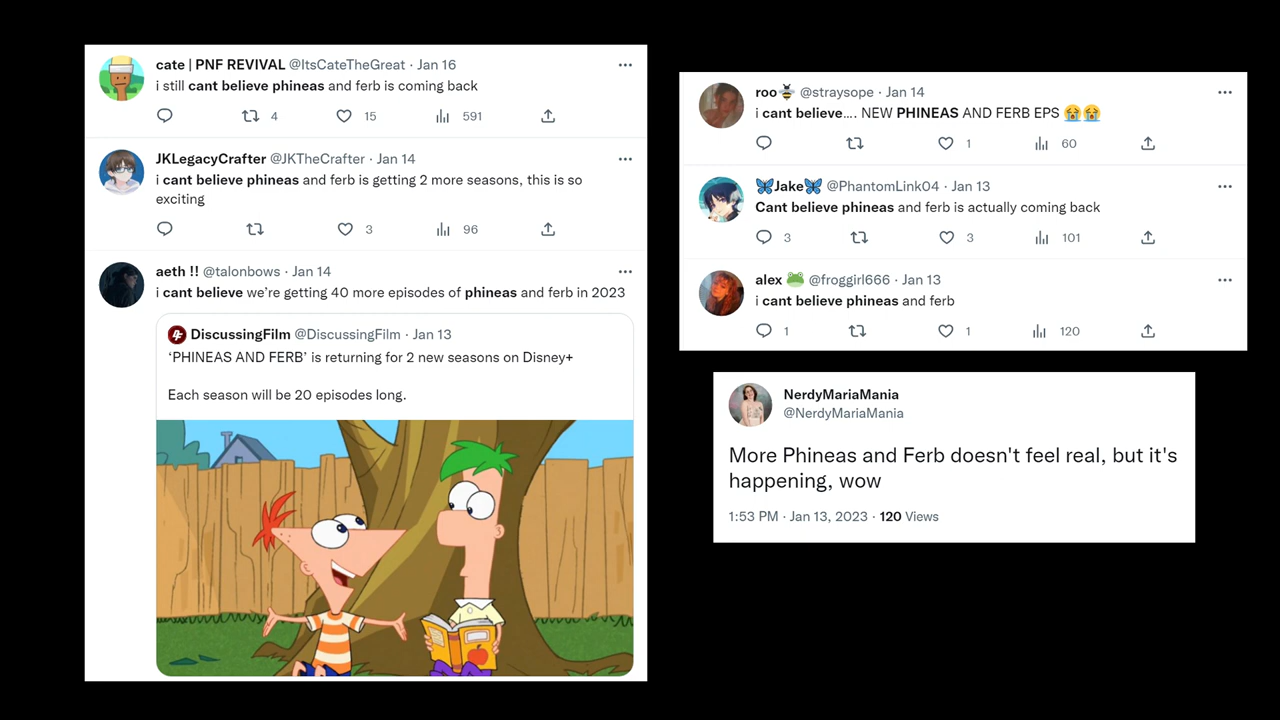 cate | PNF REVIVAL @ItsCateTheGreat · Jan 16
i still cant believe phineas and ferb is coming back
4 15 591
JKLegacyCrafter @JKTheCrafter · Jan 14
i cant believe phineas and ferb is getting 2 more seasons, this is so
exciting
3 96
aeth !! @talonbows · Jan 14
i cant believe we’re getting 40 more episodes of phineas and ferb in 2023
DiscussingFilm @DiscussingFilm · Jan 13
‘PHINEAS AND FERB’ is returning for 2 new seasons on Disney+
Each season will be 20 episodes long.
roo🐝 @straysope · Jan 14
i cant believe.... NEW PHINEAS AND FERB EPS 😭😭
1 60
🦋Jake🦋 @PhantomLink04 · Jan 13
Cant believe phineas and ferb is actually coming back
3 3 101
alex 🐸 @froggirl666 · Jan 13
i cant believe phineas and ferb
1 1 120
NerdyMariaMania
@NerdyMariaMania
More Phineas and Ferb doesn't feel real, but it's
happening, wow
1:53 PM · Jan 13, 2023 · 120 Views